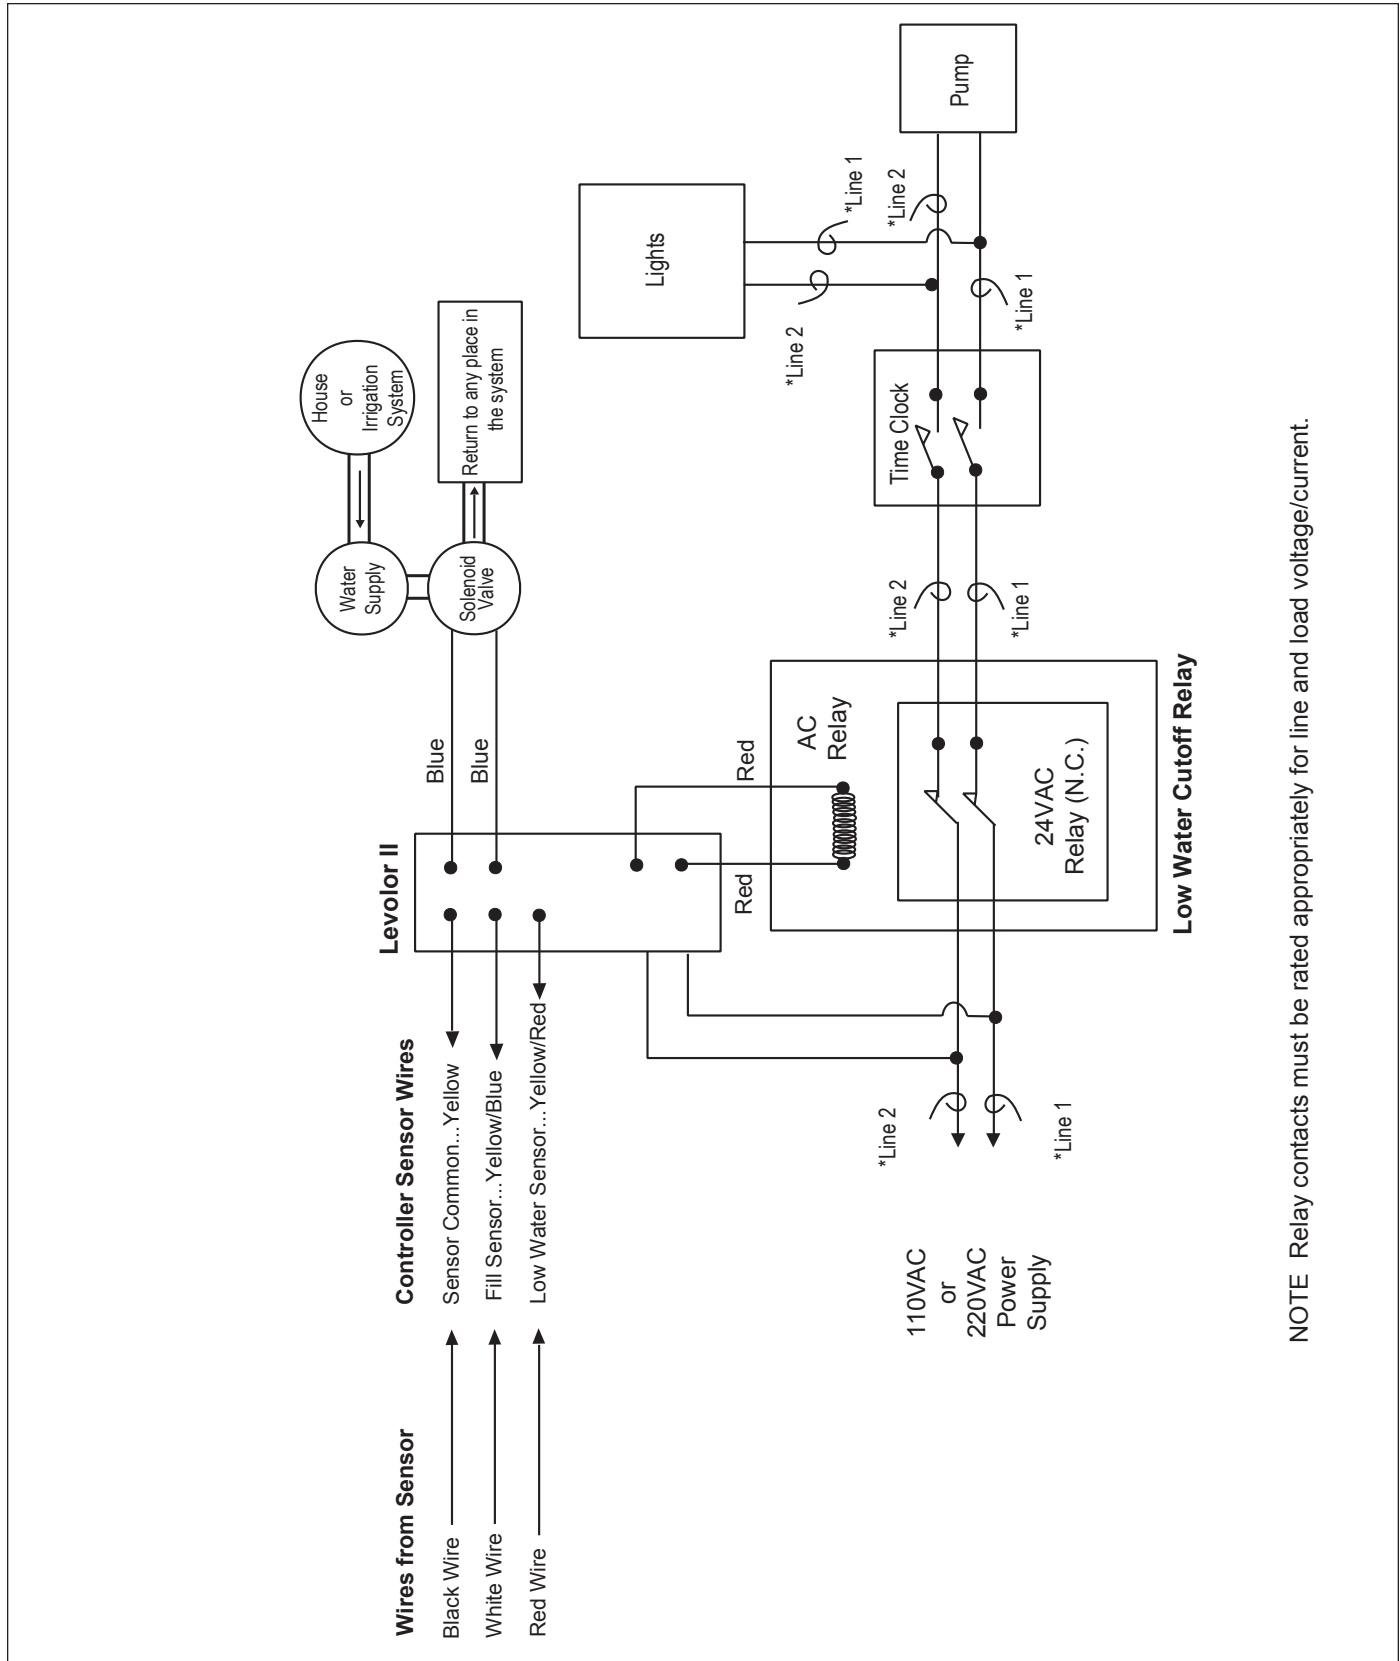 Wires from Sensor
Black Wire
White Wire
Red Wire
Controller Sensor Wires
Sensor Common...Yellow
Fill Sensor...Yellow/Blue
Low Water Sensor...Yellow/Red
Levolor II
Blue
Blue
Water
Supply
Solenoid
Valve
House
or
Irrigation
System
Return to any place in
the system
Red
Red
AC
Relay
24VAC
Relay (N.C.)
Low Water Cutoff Relay
110VAC
or
220VAC
Power
Supply
*Line 2
*Line 1
*Line 2
*Line 1
Time Clock
*Line 2
*Line 1
Lights
*Line 1
*Line 2
Pump
NOTE Relay contacts must be rated appropriately for line and load voltage/current.